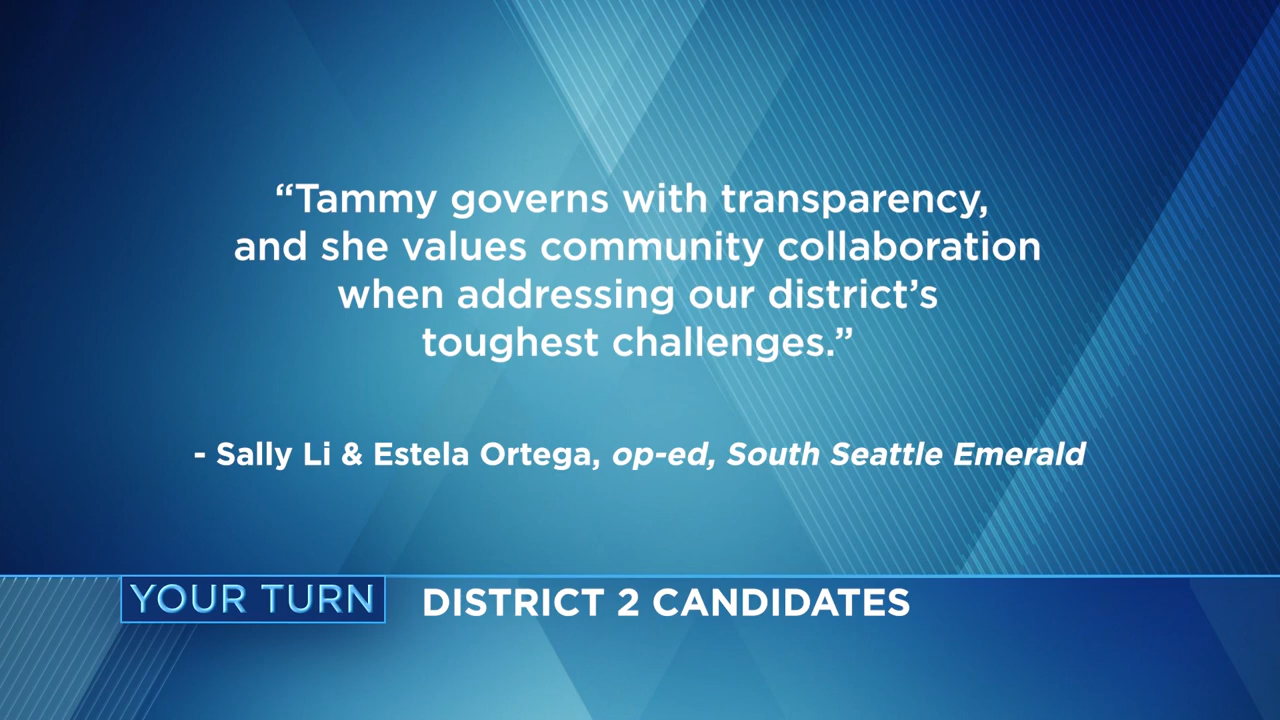 “Tammy governs with transparency,
and she values community collaboration
when addressing our district’s
toughest challenges.”
- Sally Li & Estela Ortega, op-ed, South Seattle Emerald
YOUR TURN
DISTRICT 2 CANDIDATES